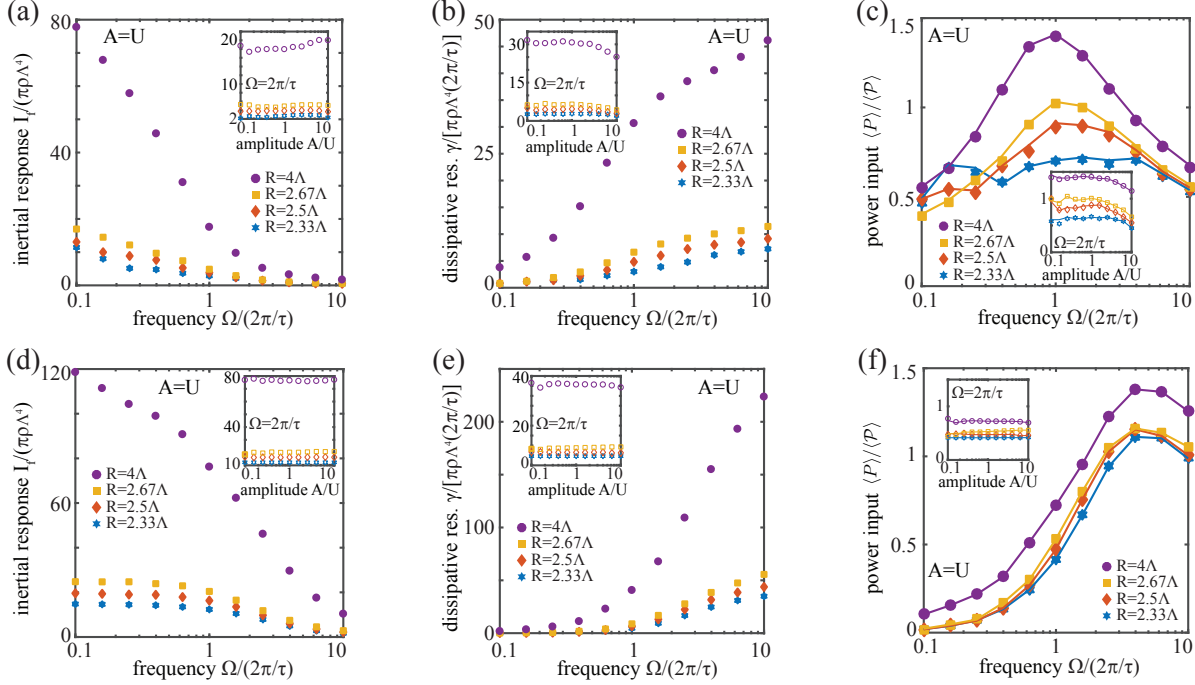 (a)
inertial response I_f/(πρΛ⁴)
80
60
40
20
0
0.1
1
10
frequency Ω/(2π/τ)
A=U
20
10
2
Ω=2π/τ
0.1
1
10
amplitude A/U
R=4Λ
R=2.67Λ
R=2.5Λ
R=2.33Λ
(b)
dissipative res. γ/[πρΛ⁴(2π/τ)]
50
25
0
0.1
1
10
frequency Ω/(2π/τ)
A=U
30
15
0
Ω=2π/τ
0.1
1
10
amplitude A/U
R=4Λ
R=2.67Λ
R=2.5Λ
R=2.33Λ
(c)
power input ⟨P⟩/⟨𝒫⟩
1.5
1
0.5
0
0.1
1
10
frequency Ω/(2π/τ)
A=U
R=4Λ
R=2.67Λ
R=2.5Λ
R=2.33Λ
1
0
Ω=2π/τ
0.1
1
10
amplitude A/U
(d)
inertial response I_f/(πρΛ⁴)
120
80
40
0
0.1
1
10
frequency Ω/(2π/τ)
A=U
80
40
10
Ω=2π/τ
0.1
1
10
amplitude A/U
R=4Λ
R=2.67Λ
R=2.5Λ
R=2.33Λ
(e)
dissipative res. γ/[πρΛ⁴(2π/τ)]
200
100
0
0.1
1
10
frequency Ω/(2π/τ)
A=U
40
20
0
Ω=2π/τ
0.1
1
10
amplitude A/U
R=4Λ
R=2.67Λ
R=2.5Λ
R=2.33Λ
(f)
power input ⟨P⟩/⟨𝒫⟩
1.5
1
0.5
0
0.1
1
10
frequency Ω/(2π/τ)
A=U
1
0
Ω=2π/τ
0.1
1
10
amplitude A/U
R=4Λ
R=2.67Λ
R=2.5Λ
R=2.33Λ